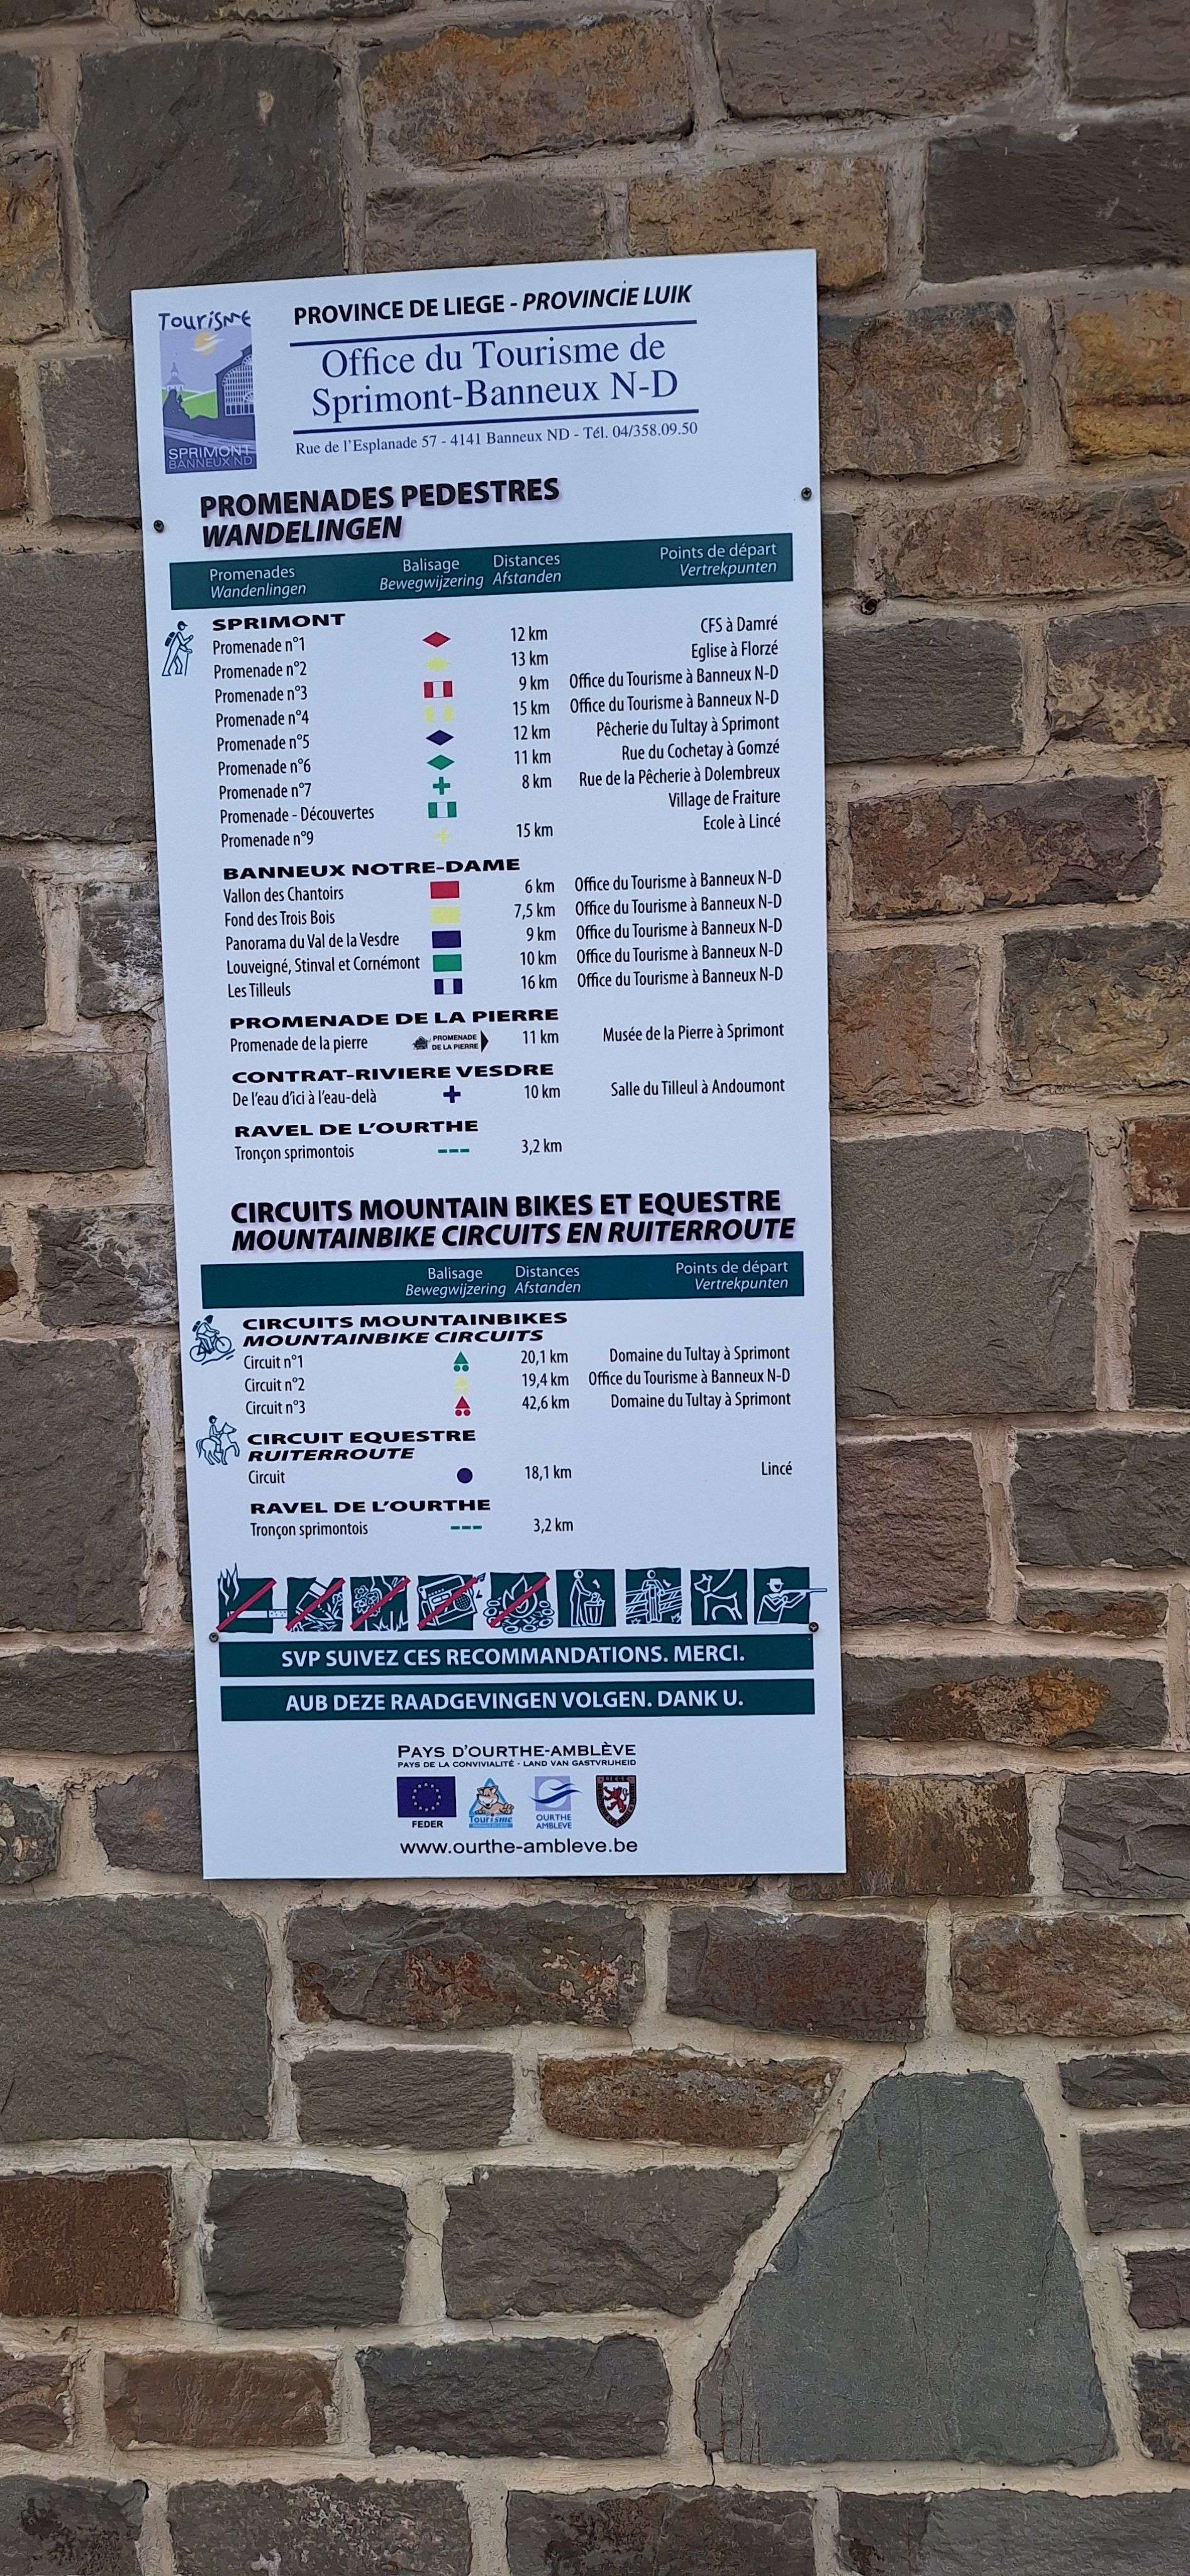 Tourisme
SPRIMONT
BANNEUX ND
PROVINCE DE LIEGE - PROVINCIE LUIK
Office du Tourisme de
Sprimont-Banneux N-D
Rue de l'Esplanade 57 - 4141 Banneux ND - Tél. 04/358.09.50
PROMENADES PEDESTRES
WANDELINGEN
Promenades Balisage Distances Points de départ
Wandenlingen Bewegwijzering Afstanden Vertrekpunten
SPRIMONT
Promenade n°1 12 km CFS à Damré
Promenade n°2 13 km Eglise à Florzé
Promenade n°3 9 km Office du Tourisme à Banneux N-D
Promenade n°4 15 km Office du Tourisme à Banneux N-D
Promenade n°5 12 km Pêcherie du Tultay à Sprimont
Promenade n°6 11 km Rue du Cochetay à Gomzé
Promenade n°7 8 km Rue de la Pêcherie à Dolembreux
Promenade - Découvertes Village de Fraiture
Promenade n°9 15 km Ecole à Lincé
BANNEUX NOTRE-DAME
Vallon des Chantoirs 6 km Office du Tourisme à Banneux N-D
Fond des Trois Bois 7,5 km Office du Tourisme à Banneux N-D
Panorama du Val de la Vesdre 9 km Office du Tourisme à Banneux N-D
Louveigné, Stinval et Cornémont 10 km Office du Tourisme à Banneux N-D
Les Tilleuls 16 km Office du Tourisme à Banneux N-D
PROMENADE DE LA PIERRE
Promenade de la pierre PROMENADE DE LA PIERRE 11 km Musée de la Pierre à Sprimont
CONTRAT-RIVIERE VESDRE
De l'eau d'ici à l'eau-delà 10 km Salle du Tilleul à Andoumont
RAVEL DE L'OURTHE
Tronçon sprimontois 3,2 km
CIRCUITS MOUNTAIN BIKES ET EQUESTRE
MOUNTAINBIKE CIRCUITS EN RUITERROUTE
Balisage Distances Points de départ
Bewegwijzering Afstanden Vertrekpunten
CIRCUITS MOUNTAINBIKES
MOUNTAINBIKE CIRCUITS
Circuit n°1 20,1 km Domaine du Tultay à Sprimont
Circuit n°2 19,4 km Office du Tourisme à Banneux N-D
Circuit n°3 42,6 km Domaine du Tultay à Sprimont
CIRCUIT EQUESTRE
RUITERROUTE
Circuit 18,1 km Lincé
RAVEL DE L'OURTHE
Tronçon sprimontois 3,2 km
SVP SUIVEZ CES RECOMMANDATIONS. MERCI.
AUB DEZE RAADGEVINGEN VOLGEN. DANK U.
PAYS D'OURTHE-AMBLÈVE
PAYS DE LA CONVIVIALITÉ - LAND VAN GASTVRIJHEID
FEDER
Tourisme
OURTHE
AMBLEVE
www.ourthe-ambleve.be